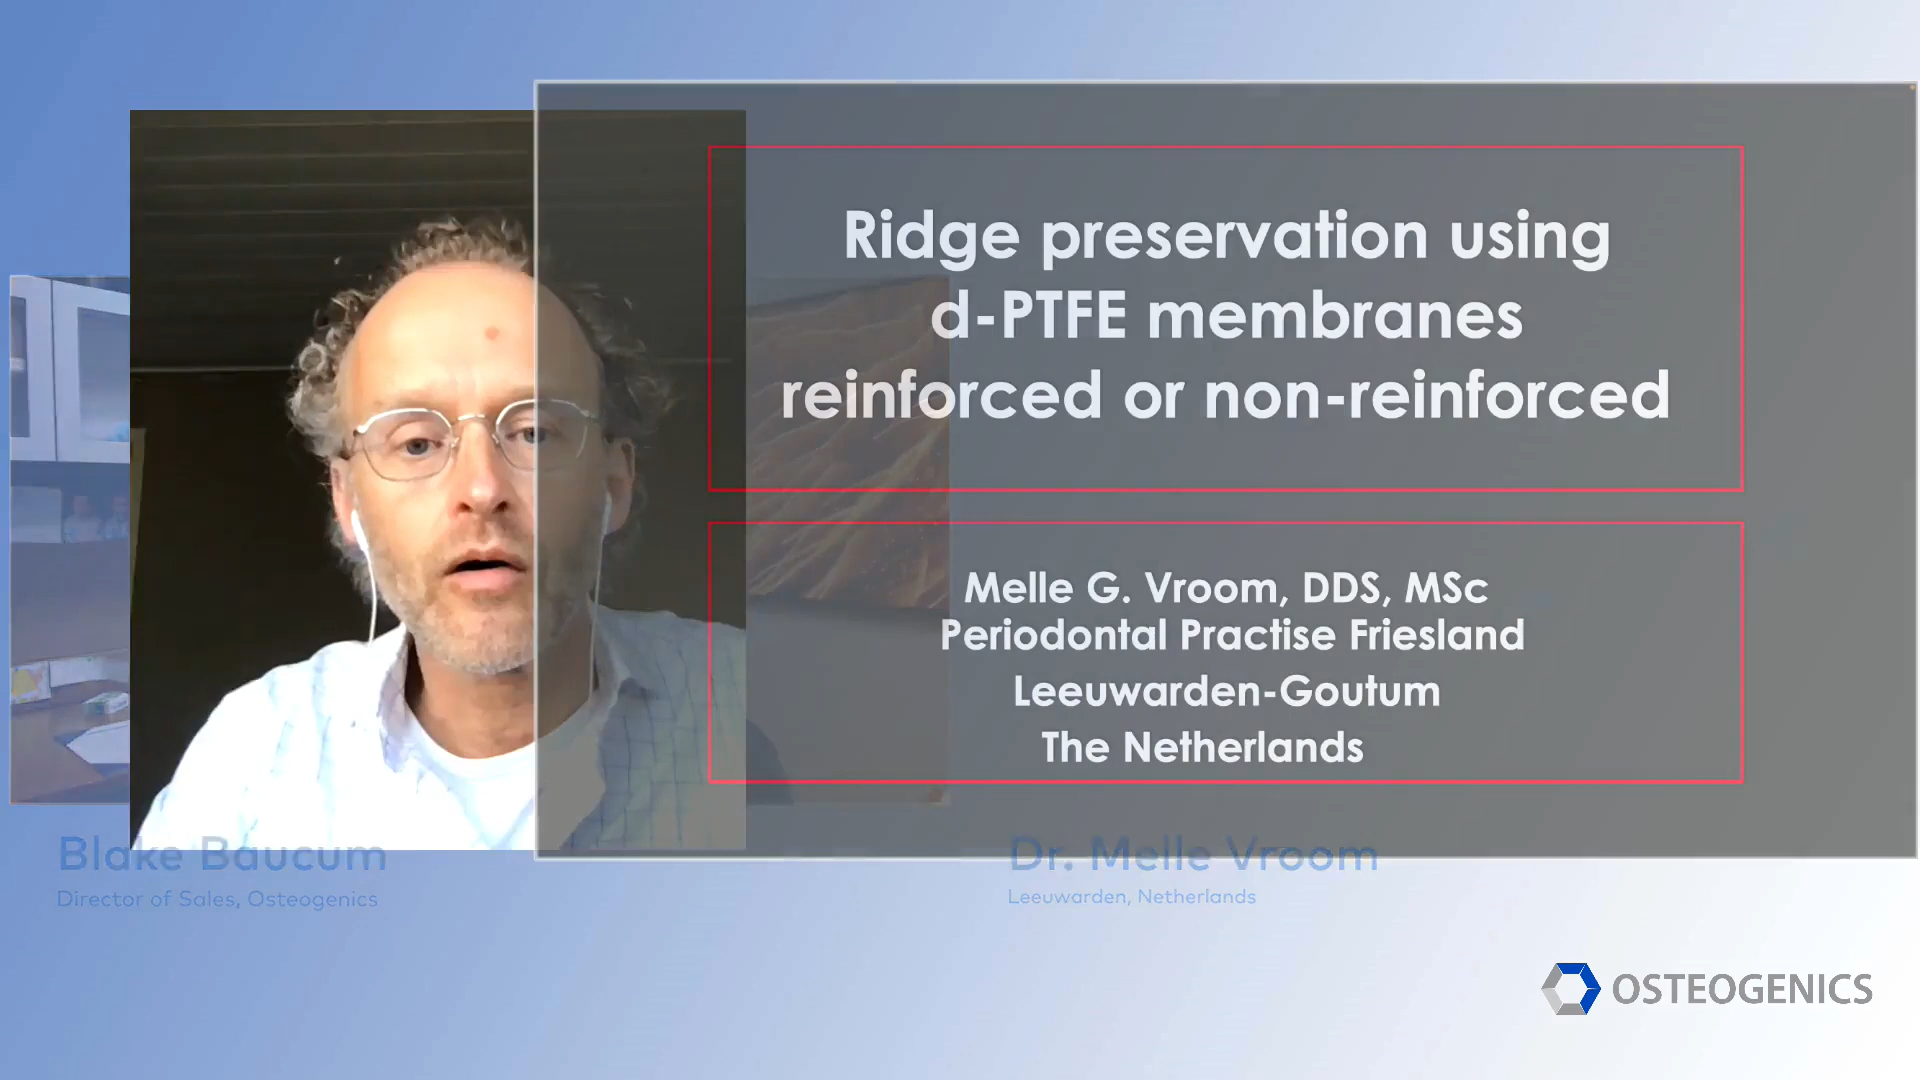 Ridge preservation using
d-PTFE membranes
reinforced or non-reinforced
Melle G. Vroom, DDS, MSc
Periodontal Practise Friesland
Leeuwarden-Goutum
The Netherlands
Blake Baucum
Director of Sales, Osteogenics
Dr. Melle Vroom
Leeuwarden, Netherlands
OSTEOGENICS